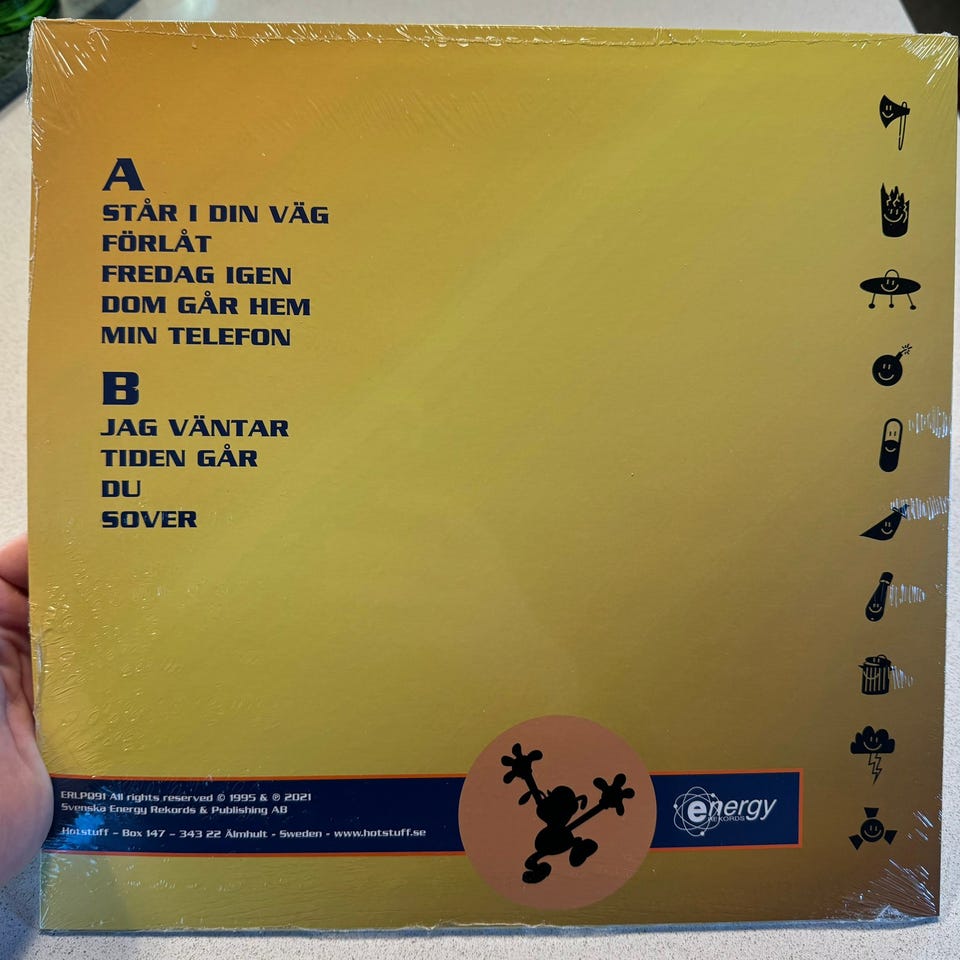 A
STÅR I DIN VÄG
FÖRLÅT
FREDAG IGEN
DOM GÅR HEM
MIN TELEFON
B
JAG VÄNTAR
TIDEN GÅR
DU
SOVER
ERLP091 All rights reserved © 1995 & ℗ 2021
Svenska Energy Rekords & Publishing AB
Hotstuff - Box 147 - 343 22 Älmhult - Sweden - www.hotstuff.se
energy
REKORDS